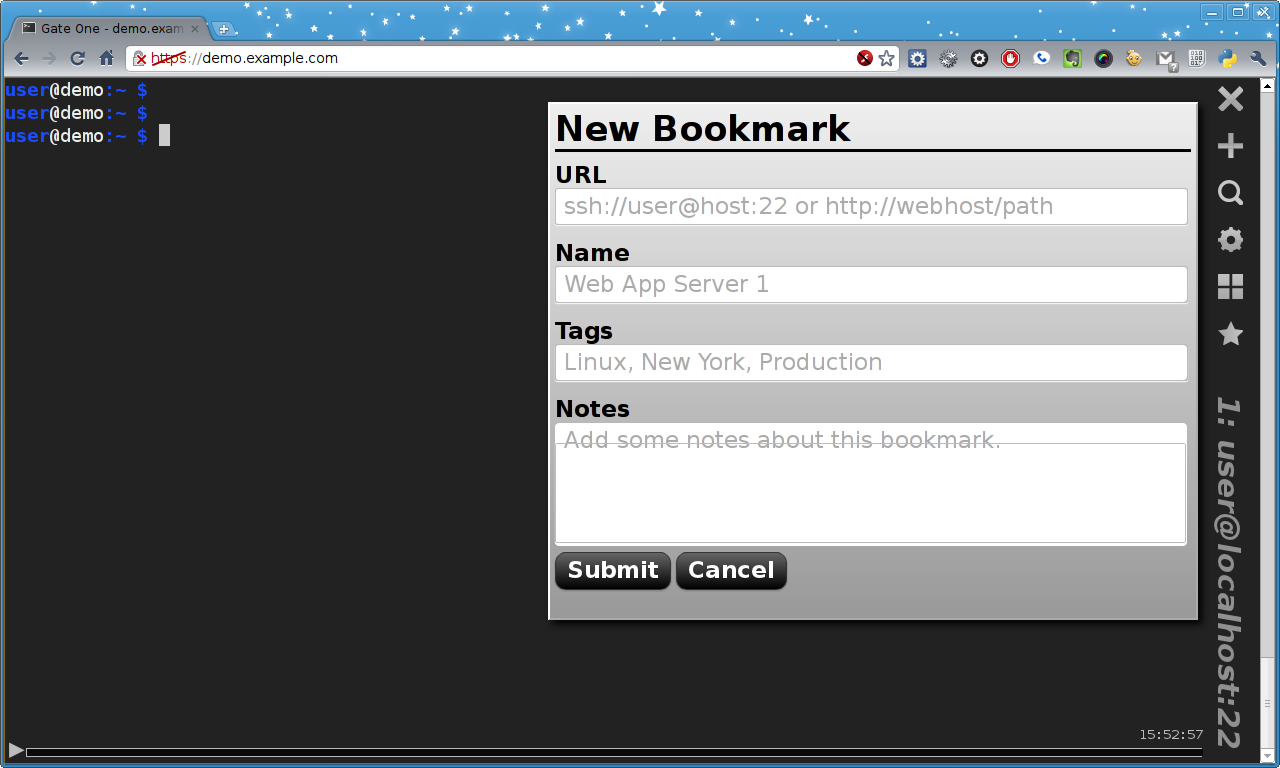 Gate One - demo.exam
https://demo.example.com
user@demo:~ $
user@demo:~ $
user@demo:~ $
New Bookmark
URL
ssh://user@host:22 or http://webhost/path
Name
Web App Server 1
Tags
Linux, New York, Production
Notes
Add some notes about this bookmark.
Submit Cancel
1: user@localhost:22
15:52:57